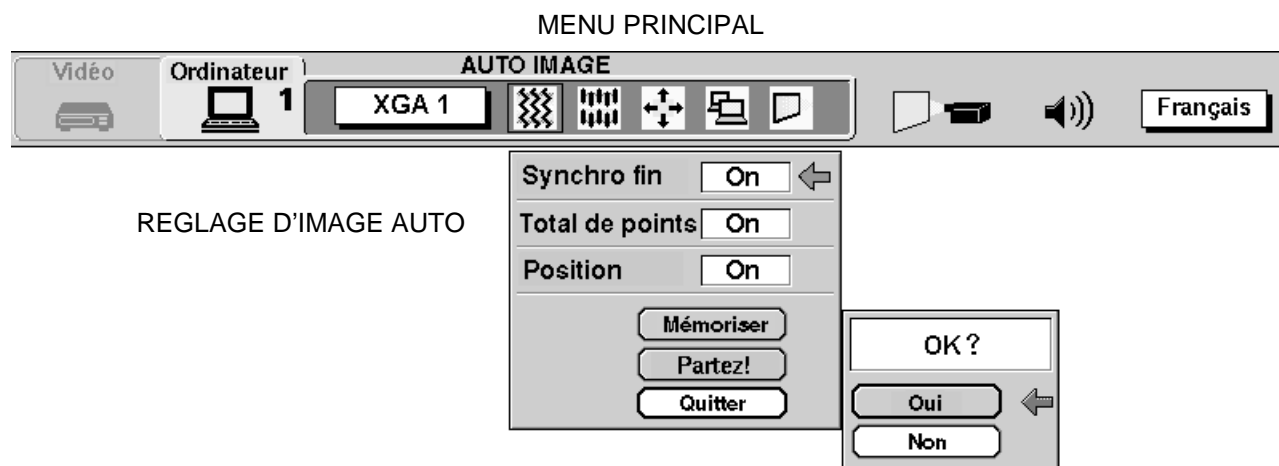 MENU PRINCIPAL
Vidéo
Ordinateur
1
AUTO IMAGE
XGA 1
Français
REGLAGE D'IMAGE AUTO
Synchro fin On
Total de points On
Position On
Mémoriser
Partez!
Quitter
OK?
Oui
Non